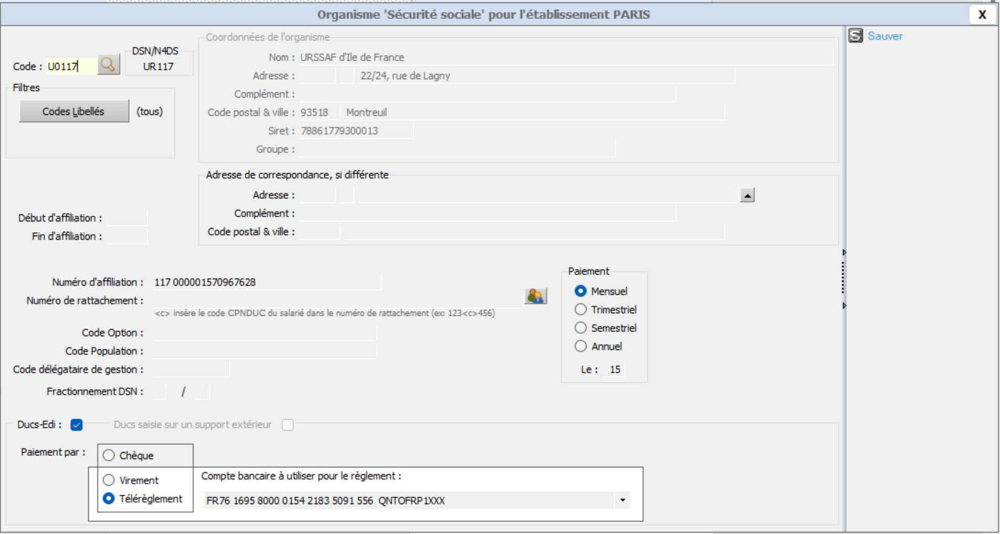 Organisme 'Sécurité sociale' pour l'établissement PARIS
X
Sauver
Code : U0117
DSN/N4DS
UR117
Filtres
Codes Libellés (tous)
Coordonnées de l'organisme
Nom : URSSAF d'Ile de France
Adresse : 22/24, rue de Lagny
Complément :
Code postal & ville : 93518 Montreuil
Siret : 78861779300013
Groupe :
Adresse de correspondance, si différente
Adresse :
Complément :
Code postal & ville :
Début d'affiliation :
Fin d'affiliation :
Numéro d'affiliation : 117 000001570967628
Numéro de rattachement :
<c> insère le code CPNDUC du salarié dans le numéro de rattachement (ex: 123<c>456)
Code Option :
Code Population :
Code délégataire de gestion :
Fractionnement DSN : /
Paiement
Mensuel
Trimestriel
Semestriel
Annuel
Le : 15
Ducs-Edi : Ducs saisie sur un support extérieur
Paiement par :
Chèque
Virement
Télérèglement
Compte bancaire à utiliser pour le règlement :
FR76 1695 8000 0154 2183 5091 556 QNTOFRP1XXX